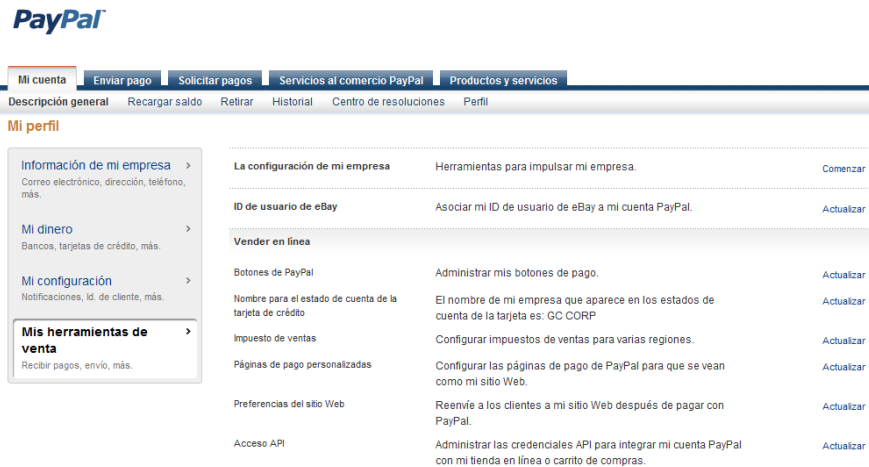 PayPal
Mi cuenta Enviar pago Solicitar pagos Servicios al comercio PayPal Productos y servicios
Descripción general Recargar saldo Retirar Historial Centro de resoluciones Perfil
Mi perfil
Información de mi empresa >
Correo electrónico, dirección, teléfono,
más.
Mi dinero >
Bancos, tarjetas de crédito, más.
Mi configuración >
Notificaciones, Id. de cliente, más.
Mis herramientas de >
venta
Recibir pagos, envío, más.
La configuración de mi empresa Herramientas para impulsar mi empresa. Comenzar
ID de usuario de eBay Asociar mi ID de usuario de eBay a mi cuenta PayPal. Actualizar
Vender en línea
Botones de PayPal Administrar mis botones de pago. Actualizar
Nombre para el estado de cuenta de la El nombre de mi empresa que aparece en los estados de Actualizar
tarjeta de crédito cuenta de la tarjeta es: GC CORP
Impuesto de ventas Configurar impuestos de ventas para varias regiones. Actualizar
Páginas de pago personalizadas Configurar las páginas de pago de PayPal para que se vean Actualizar
como mi sitio Web.
Preferencias del sitio Web Reenvíe a los clientes a mi sitio Web después de pagar con Actualizar
PayPal.
Acceso API Administrar las credenciales API para integrar mi cuenta PayPal Actualizar
con mi tienda en línea o carrito de compras.